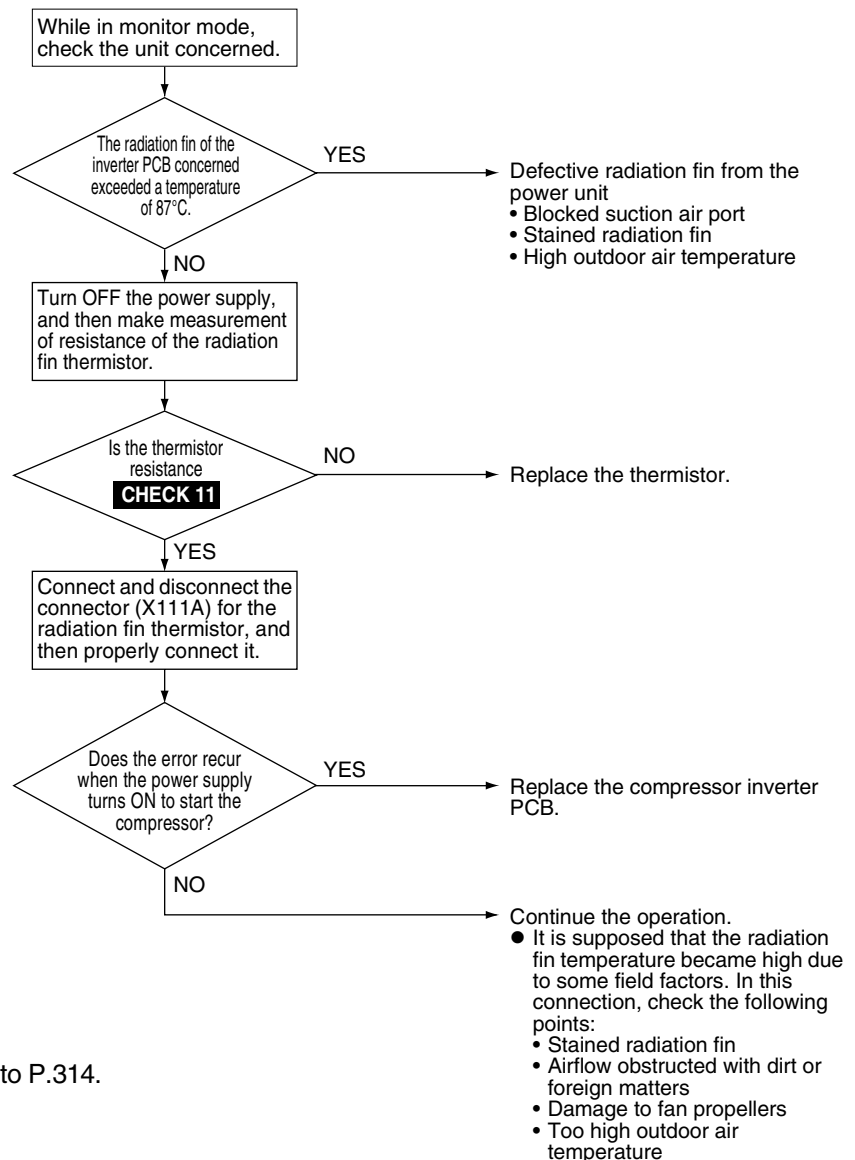 While in monitor mode,
check the unit concerned.
The radiation fin of the
inverter PCB concerned
exceeded a temperature
of 87°C.
YES
Defective radiation fin from the
power unit
• Blocked suction air port
• Stained radiation fin
• High outdoor air temperature
NO
Turn OFF the power supply,
and then make measurement
of resistance of the radiation
fin thermistor.
Is the thermistor
resistance
CHECK 11
NO
Replace the thermistor.
YES
Connect and disconnect the
connector (X111A) for the
radiation fin thermistor, and
then properly connect it.
Does the error recur
when the power supply
turns ON to start the
compressor?
YES
Replace the compressor inverter
PCB.
NO
Continue the operation.
● It is supposed that the radiation
fin temperature became high due
to some field factors. In this
connection, check the following
points:
• Stained radiation fin
• Airflow obstructed with dirt or
foreign matters
• Damage to fan propellers
• Too high outdoor air
temperature
to P.314.